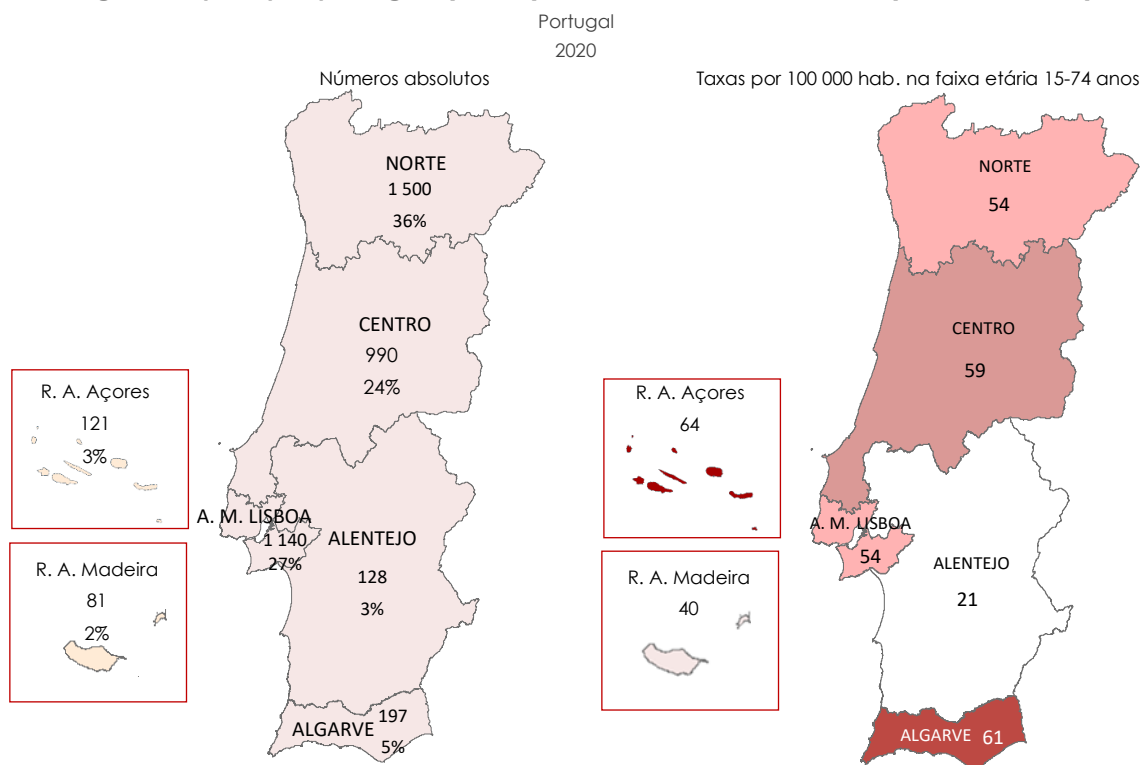 Portugal
2020
Números absolutos
NORTE
1 500
36%
CENTRO
990
24%
R. A. Açores
121
3%
A. M. LISBOA
1 140
27%
ALENTEJO
128
3%
R. A. Madeira
81
2%
ALGARVE
197
5%
Taxas por 100 000 hab. na faixa etária 15-74 anos
NORTE
54
CENTRO
59
R. A. Açores
64
A. M. LISBOA
54
ALENTEJO
21
R. A. Madeira
40
ALGARVE 61